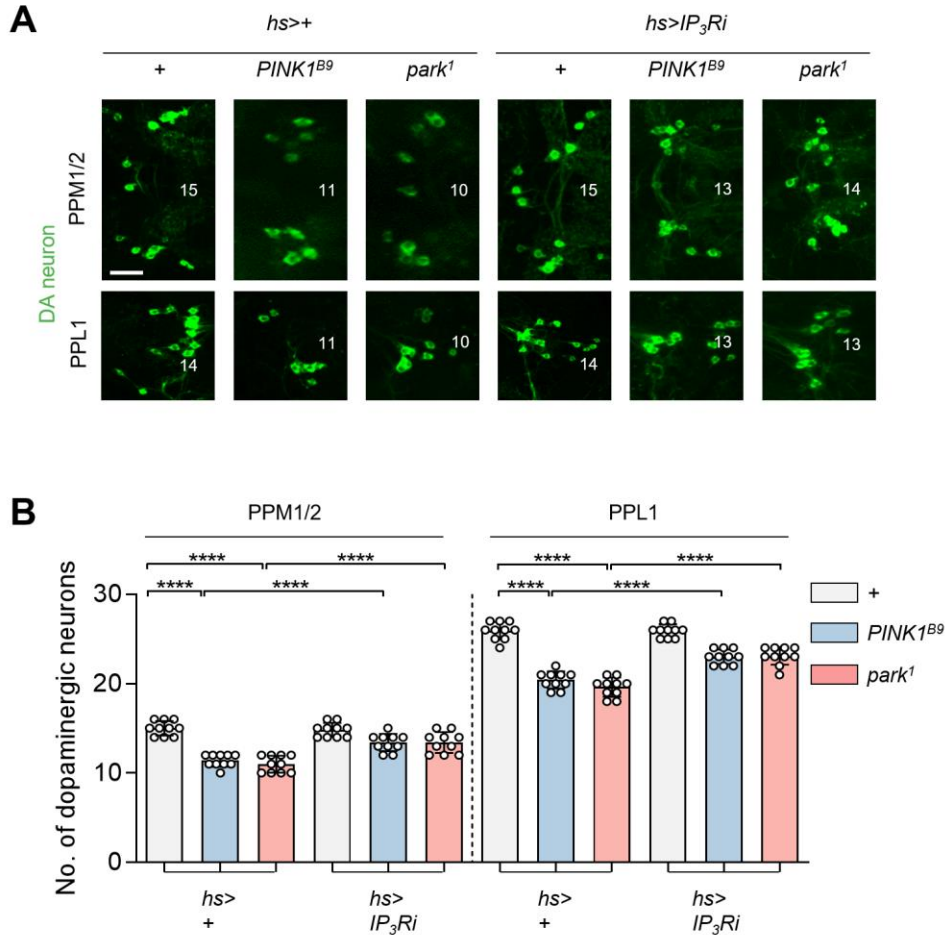 A
hs>+ hs>IP₃Ri
+ PINK1ᴮ⁹ park¹ + PINK1ᴮ⁹ park¹
DA neuron
PPM1/2
15 11 10 15 13 14
PPL1
14 11 10 14 13 13
B
PPM1/2 PPL1
**** **** **** ****
**** **** **** ****
No. of dopaminergic neurons
30
20
10
0
+
PINK1ᴮ⁹
park¹
hs> hs> hs> hs>
+ IP₃Ri + IP₃Ri